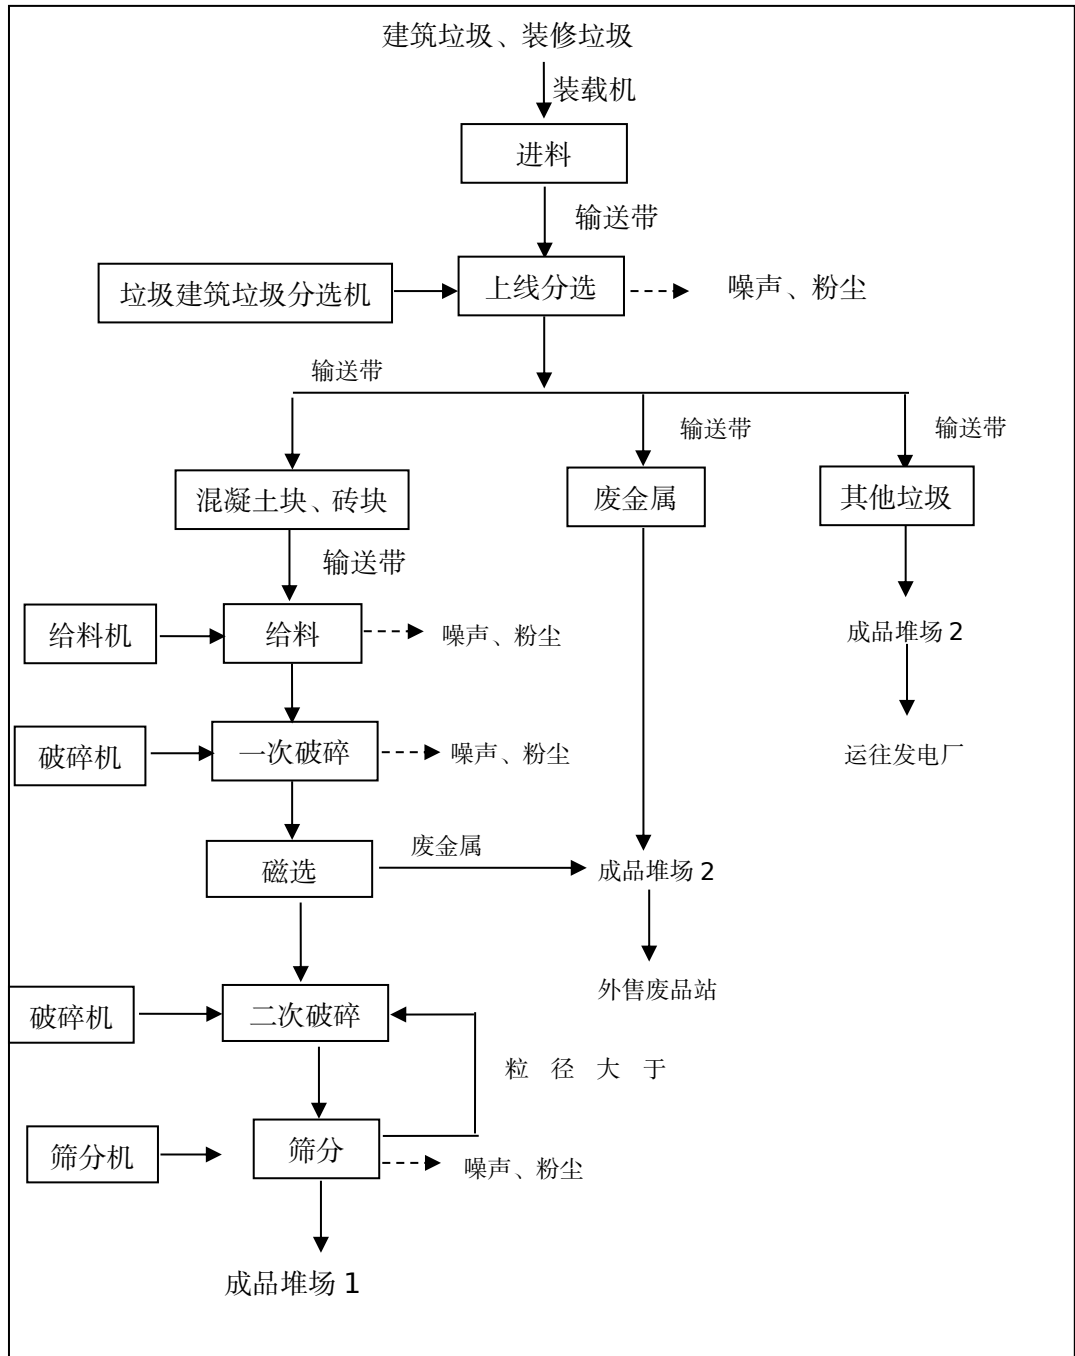 建筑垃圾、装修垃圾
装载机
进料
输送带
垃圾建筑垃圾分选机
上线分选
噪声、粉尘
输送带
输送带
输送带
混凝土块、砖块
废金属
其他垃圾
输送带
给料机
给料
噪声、粉尘
成品堆场 2
破碎机
一次破碎
噪声、粉尘
运往发电厂
磁选
废金属
成品堆场 2
外售废品站
破碎机
二次破碎
粒 径 大 于
筛分机
筛分
噪声、粉尘
成品堆场 1